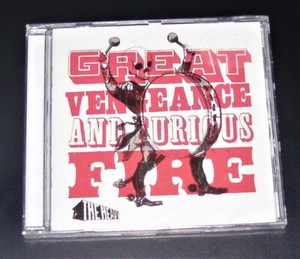 GREAT
VENGEANCE
AND FURIOUS
FIRE
THE HEAVY